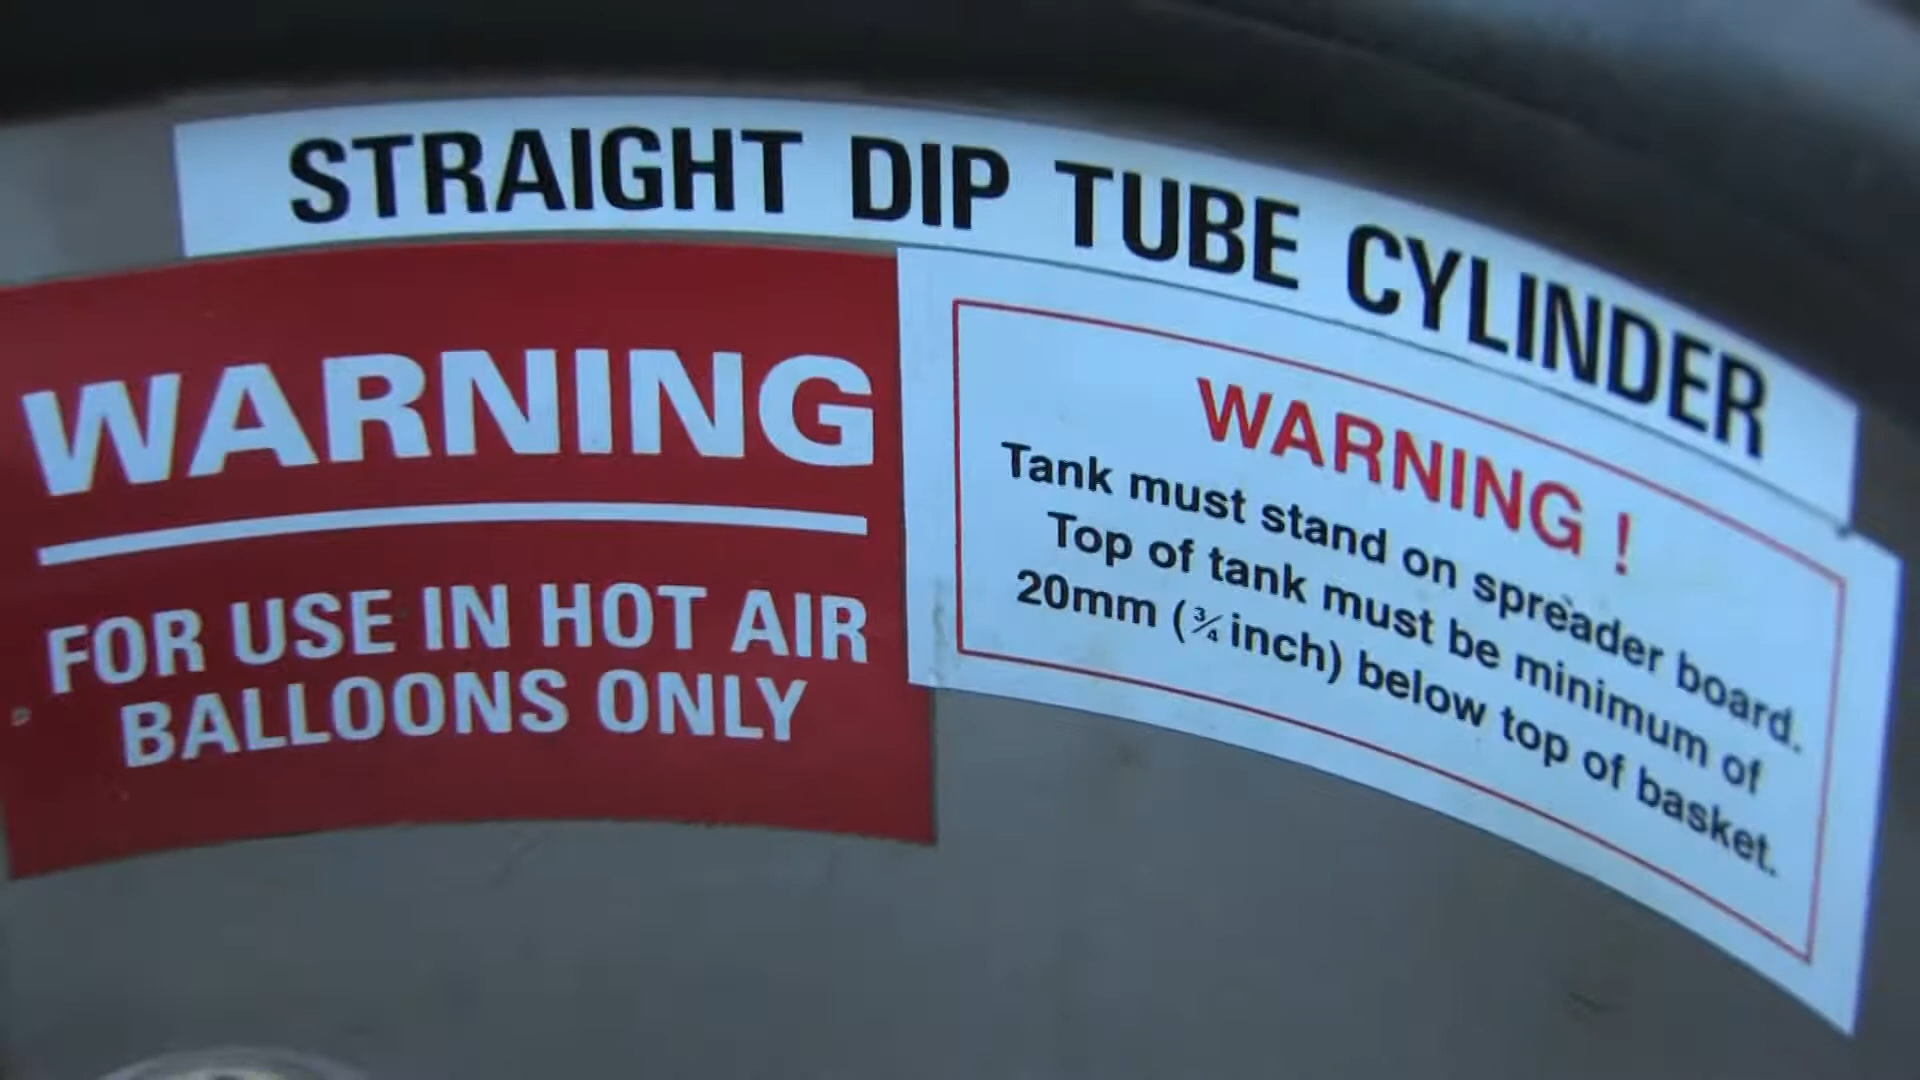 STRAIGHT DIP TUBE CYLINDER
WARNING
FOR USE IN HOT AIR
BALLOONS ONLY
WARNING !
Tank must stand on spreader board.
Top of tank must be minimum of
20mm (¾ inch) below top of basket.